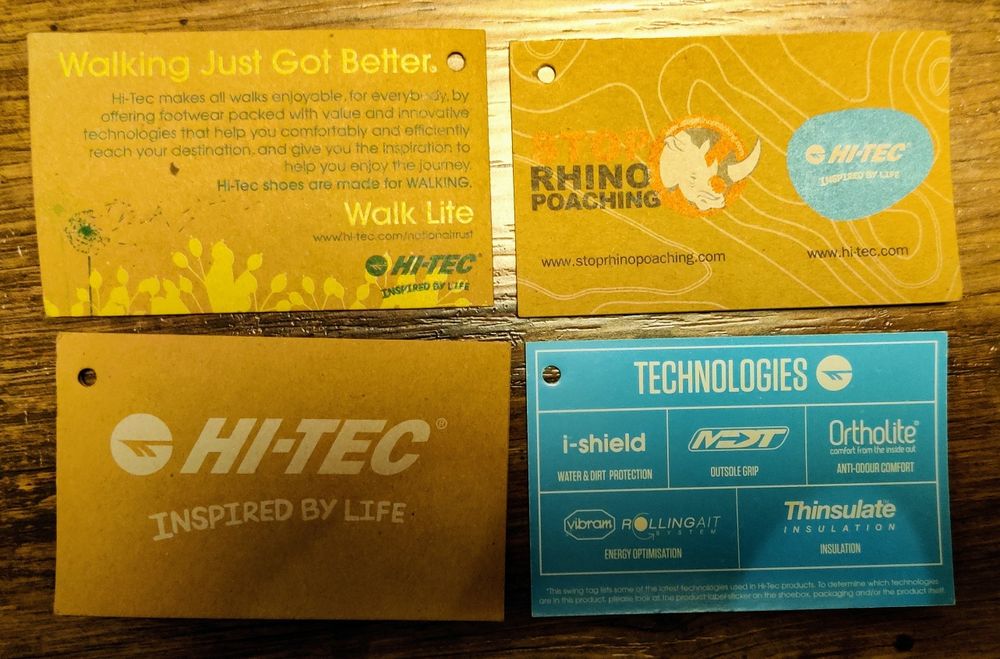 Walking Just Got Better.
Hi-Tec makes all walks enjoyable, for everybody, by
offering footwear packed with value and innovative
technologies that help you comfortably and efficiently
reach your destination, and give you the inspiration to
help you enjoy the journey.
Hi-Tec shoes are made for WALKING.
Walk Lite
www.hi-tec.com/nationaltrust
HI-TEC®
INSPIRED BY LIFE
STOP
RHINO
POACHING
www.stoprhinopoaching.com
HI-TEC®
INSPIRED BY LIFE
www.hi-tec.com
HI-TEC®
INSPIRED BY LIFE
TECHNOLOGIES
i-shield
WATER & DIRT PROTECTION
MDT
OUTSOLE GRIP
OrthoLite®
comfort from the inside out
ANTI-ODOUR COMFORT
vibram ROLLINGAIT
SYSTEM
ENERGY OPTIMISATION
Thinsulate™
INSULATION
INSULATION
*This swing tag lists some of the latest technologies used in Hi-Tec products. To determine which technologies
are in this product, please look at the product label sticker on the shoebox, packaging and/or the product itself.